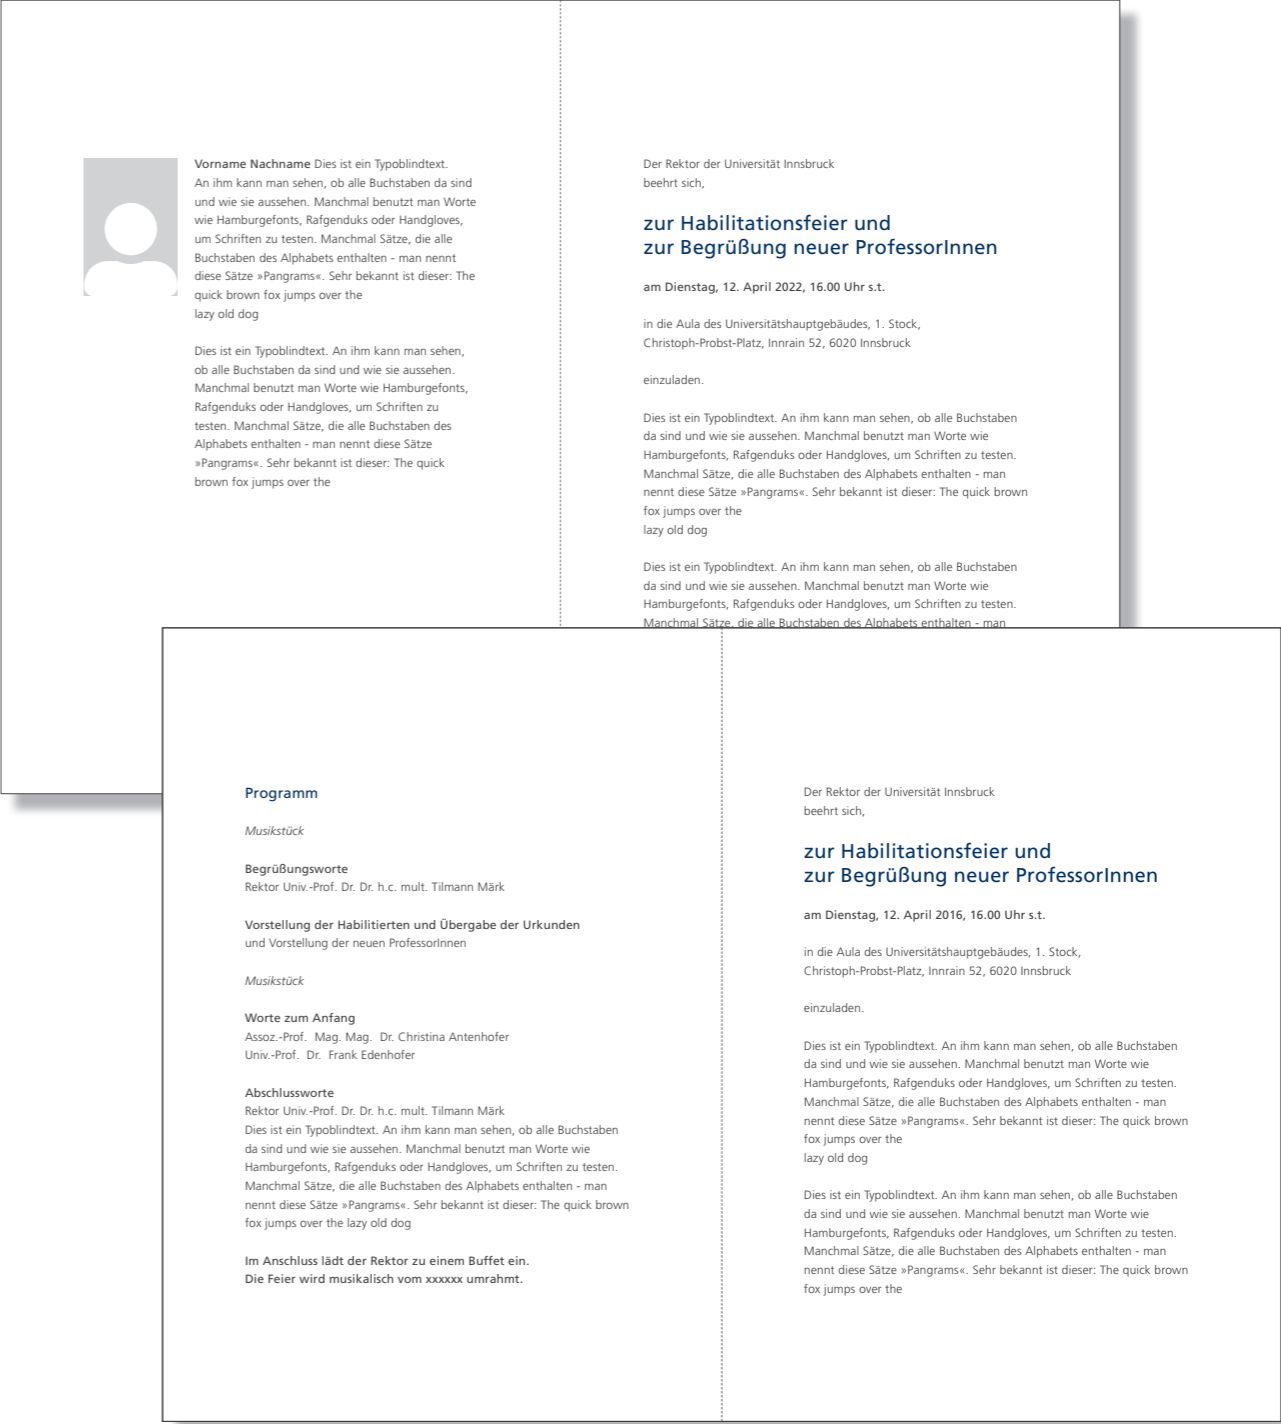 Vorname Nachname Dies ist ein Typoblindtext.
An ihm kann man sehen, ob alle Buchstaben da sind
und wie sie aussehen. Manchmal benutzt man Worte
wie Hamburgefonts, Rafgenduks oder Handgloves,
um Schriften zu testen. Manchmal Sätze, die alle
Buchstaben des Alphabets enthalten - man nennt
diese Sätze »Pangrams«. Sehr bekannt ist dieser: The
quick brown fox jumps over the
lazy old dog
Dies ist ein Typoblindtext. An ihm kann man sehen,
ob alle Buchstaben da sind und wie sie aussehen.
Manchmal benutzt man Worte wie Hamburgefonts,
Rafgenduks oder Handgloves, um Schriften zu
testen. Manchmal Sätze, die alle Buchstaben des
Alphabets enthalten - man nennt diese Sätze
»Pangrams«. Sehr bekannt ist dieser: The quick
brown fox jumps over the
Der Rektor der Universität Innsbruck
beehrt sich,
zur Habilitationsfeier und
zur Begrüßung neuer ProfessorInnen
am Dienstag, 12. April 2022, 16.00 Uhr s.t.
in die Aula des Universitätshauptgebäudes, 1. Stock,
Christoph-Probst-Platz, Innrain 52, 6020 Innsbruck
einzuladen.
Dies ist ein Typoblindtext. An ihm kann man sehen, ob alle Buchstaben
da sind und wie sie aussehen. Manchmal benutzt man Worte wie
Hamburgefonts, Rafgenduks oder Handgloves, um Schriften zu testen.
Manchmal Sätze, die alle Buchstaben des Alphabets enthalten - man
nennt diese Sätze »Pangrams«. Sehr bekannt ist dieser: The quick brown
fox jumps over the
lazy old dog
Dies ist ein Typoblindtext. An ihm kann man sehen, ob alle Buchstaben
da sind und wie sie aussehen. Manchmal benutzt man Worte wie
Hamburgefonts, Rafgenduks oder Handgloves, um Schriften zu testen.
Manchmal Sätze, die alle Buchstaben des Alphabets enthalten - man
Programm
Musikstück
Begrüßungsworte
Rektor Univ.-Prof. Dr. Dr. h.c. mult. Tilmann Märk
Vorstellung der Habilitierten und Übergabe der Urkunden
und Vorstellung der neuen ProfessorInnen
Musikstück
Worte zum Anfang
Assoz.-Prof. Mag. Mag. Dr. Christina Antenhofer
Univ.-Prof. Dr. Frank Edenhofer
Abschlussworte
Rektor Univ.-Prof. Dr. Dr. h.c. mult. Tilmann Märk
Dies ist ein Typoblindtext. An ihm kann man sehen, ob alle Buchstaben
da sind und wie sie aussehen. Manchmal benutzt man Worte wie
Hamburgefonts, Rafgenduks oder Handgloves, um Schriften zu testen.
Manchmal Sätze, die alle Buchstaben des Alphabets enthalten - man
nennt diese Sätze »Pangrams«. Sehr bekannt ist dieser: The quick brown
fox jumps over the lazy old dog
Im Anschluss lädt der Rektor zu einem Buffet ein.
Die Feier wird musikalisch vom xxxxxx umrahmt.
Der Rektor der Universität Innsbruck
beehrt sich,
zur Habilitationsfeier und
zur Begrüßung neuer ProfessorInnen
am Dienstag, 12. April 2016, 16.00 Uhr s.t.
in die Aula des Universitätshauptgebäudes, 1. Stock,
Christoph-Probst-Platz, Innrain 52, 6020 Innsbruck
einzuladen.
Dies ist ein Typoblindtext. An ihm kann man sehen, ob alle Buchstaben
da sind und wie sie aussehen. Manchmal benutzt man Worte wie
Hamburgefonts, Rafgenduks oder Handgloves, um Schriften zu testen.
Manchmal Sätze, die alle Buchstaben des Alphabets enthalten - man
nennt diese Sätze »Pangrams«. Sehr bekannt ist dieser: The quick brown
fox jumps over the
lazy old dog
Dies ist ein Typoblindtext. An ihm kann man sehen, ob alle Buchstaben
da sind und wie sie aussehen. Manchmal benutzt man Worte wie
Hamburgefonts, Rafgenduks oder Handgloves, um Schriften zu testen.
Manchmal Sätze, die alle Buchstaben des Alphabets enthalten - man
nennt diese Sätze »Pangrams«. Sehr bekannt ist dieser: The quick brown
fox jumps over the